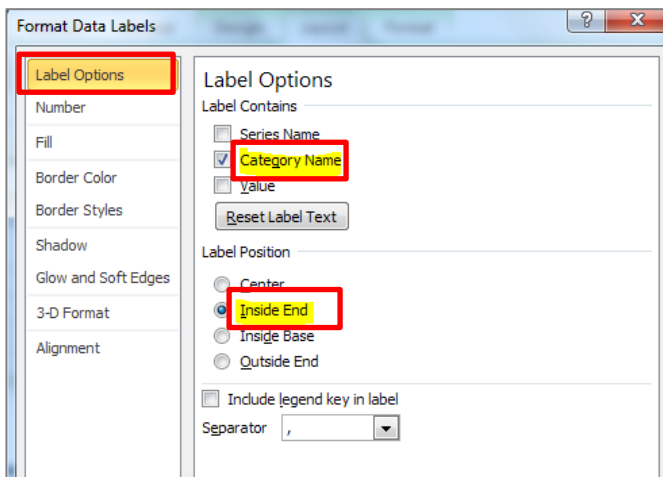 Format Data Labels
Label Options
Number
Fill
Border Color
Border Styles
Shadow
Glow and Soft Edges
3-D Format
Alignment
Label Options
Label Contains
Series Name
Category Name
Value
Reset Label Text
Label Position
Center
Inside End
Inside Base
Outside End
Include legend key in label
Separator ,